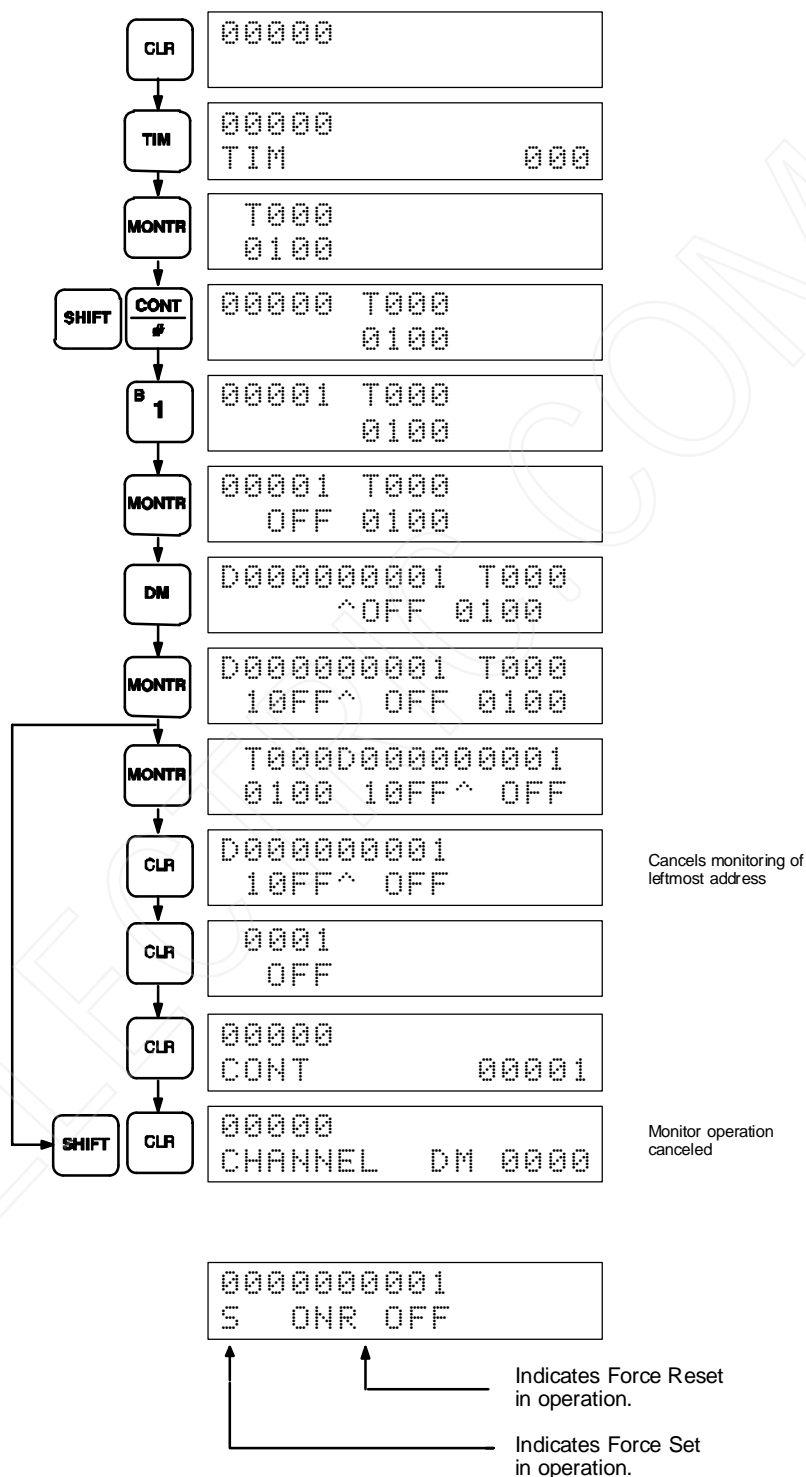 CLR
00000
TIM
00000
TIM 000
MONTR
T000
0100
SHIFT CONT
#
00000 T000
0100
B 1
00001 T000
0100
MONTR
00001 T000
OFF 0100
DM
D000000001 T000
^OFF 0100
MONTR
D000000001 T000
10FF^ OFF 0100
MONTR
T000D000000001
0100 10FF^ OFF
CLR
D000000001
10FF^ OFF
Cancels monitoring of
leftmost address
CLR
0001
OFF
CLR
00000
CONT 00001
SHIFT CLR
00000
CHANNEL DM 0000
Monitor operation
canceled
0000000001
S ONR OFF
Indicates Force Reset
in operation.
Indicates Force Set
in operation.